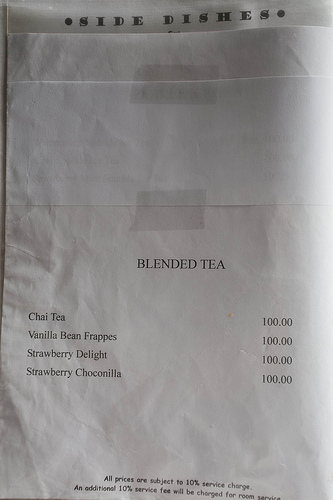 •SIDE DISHES•
BLENDED TEA
Chai Tea 100.00
Vanilla Bean Frappes 100.00
Strawberry Delight 100.00
Strawberry Choconilla 100.00
All prices are subject to 10% service charge.
An additional 10% service fee will be charged for room service